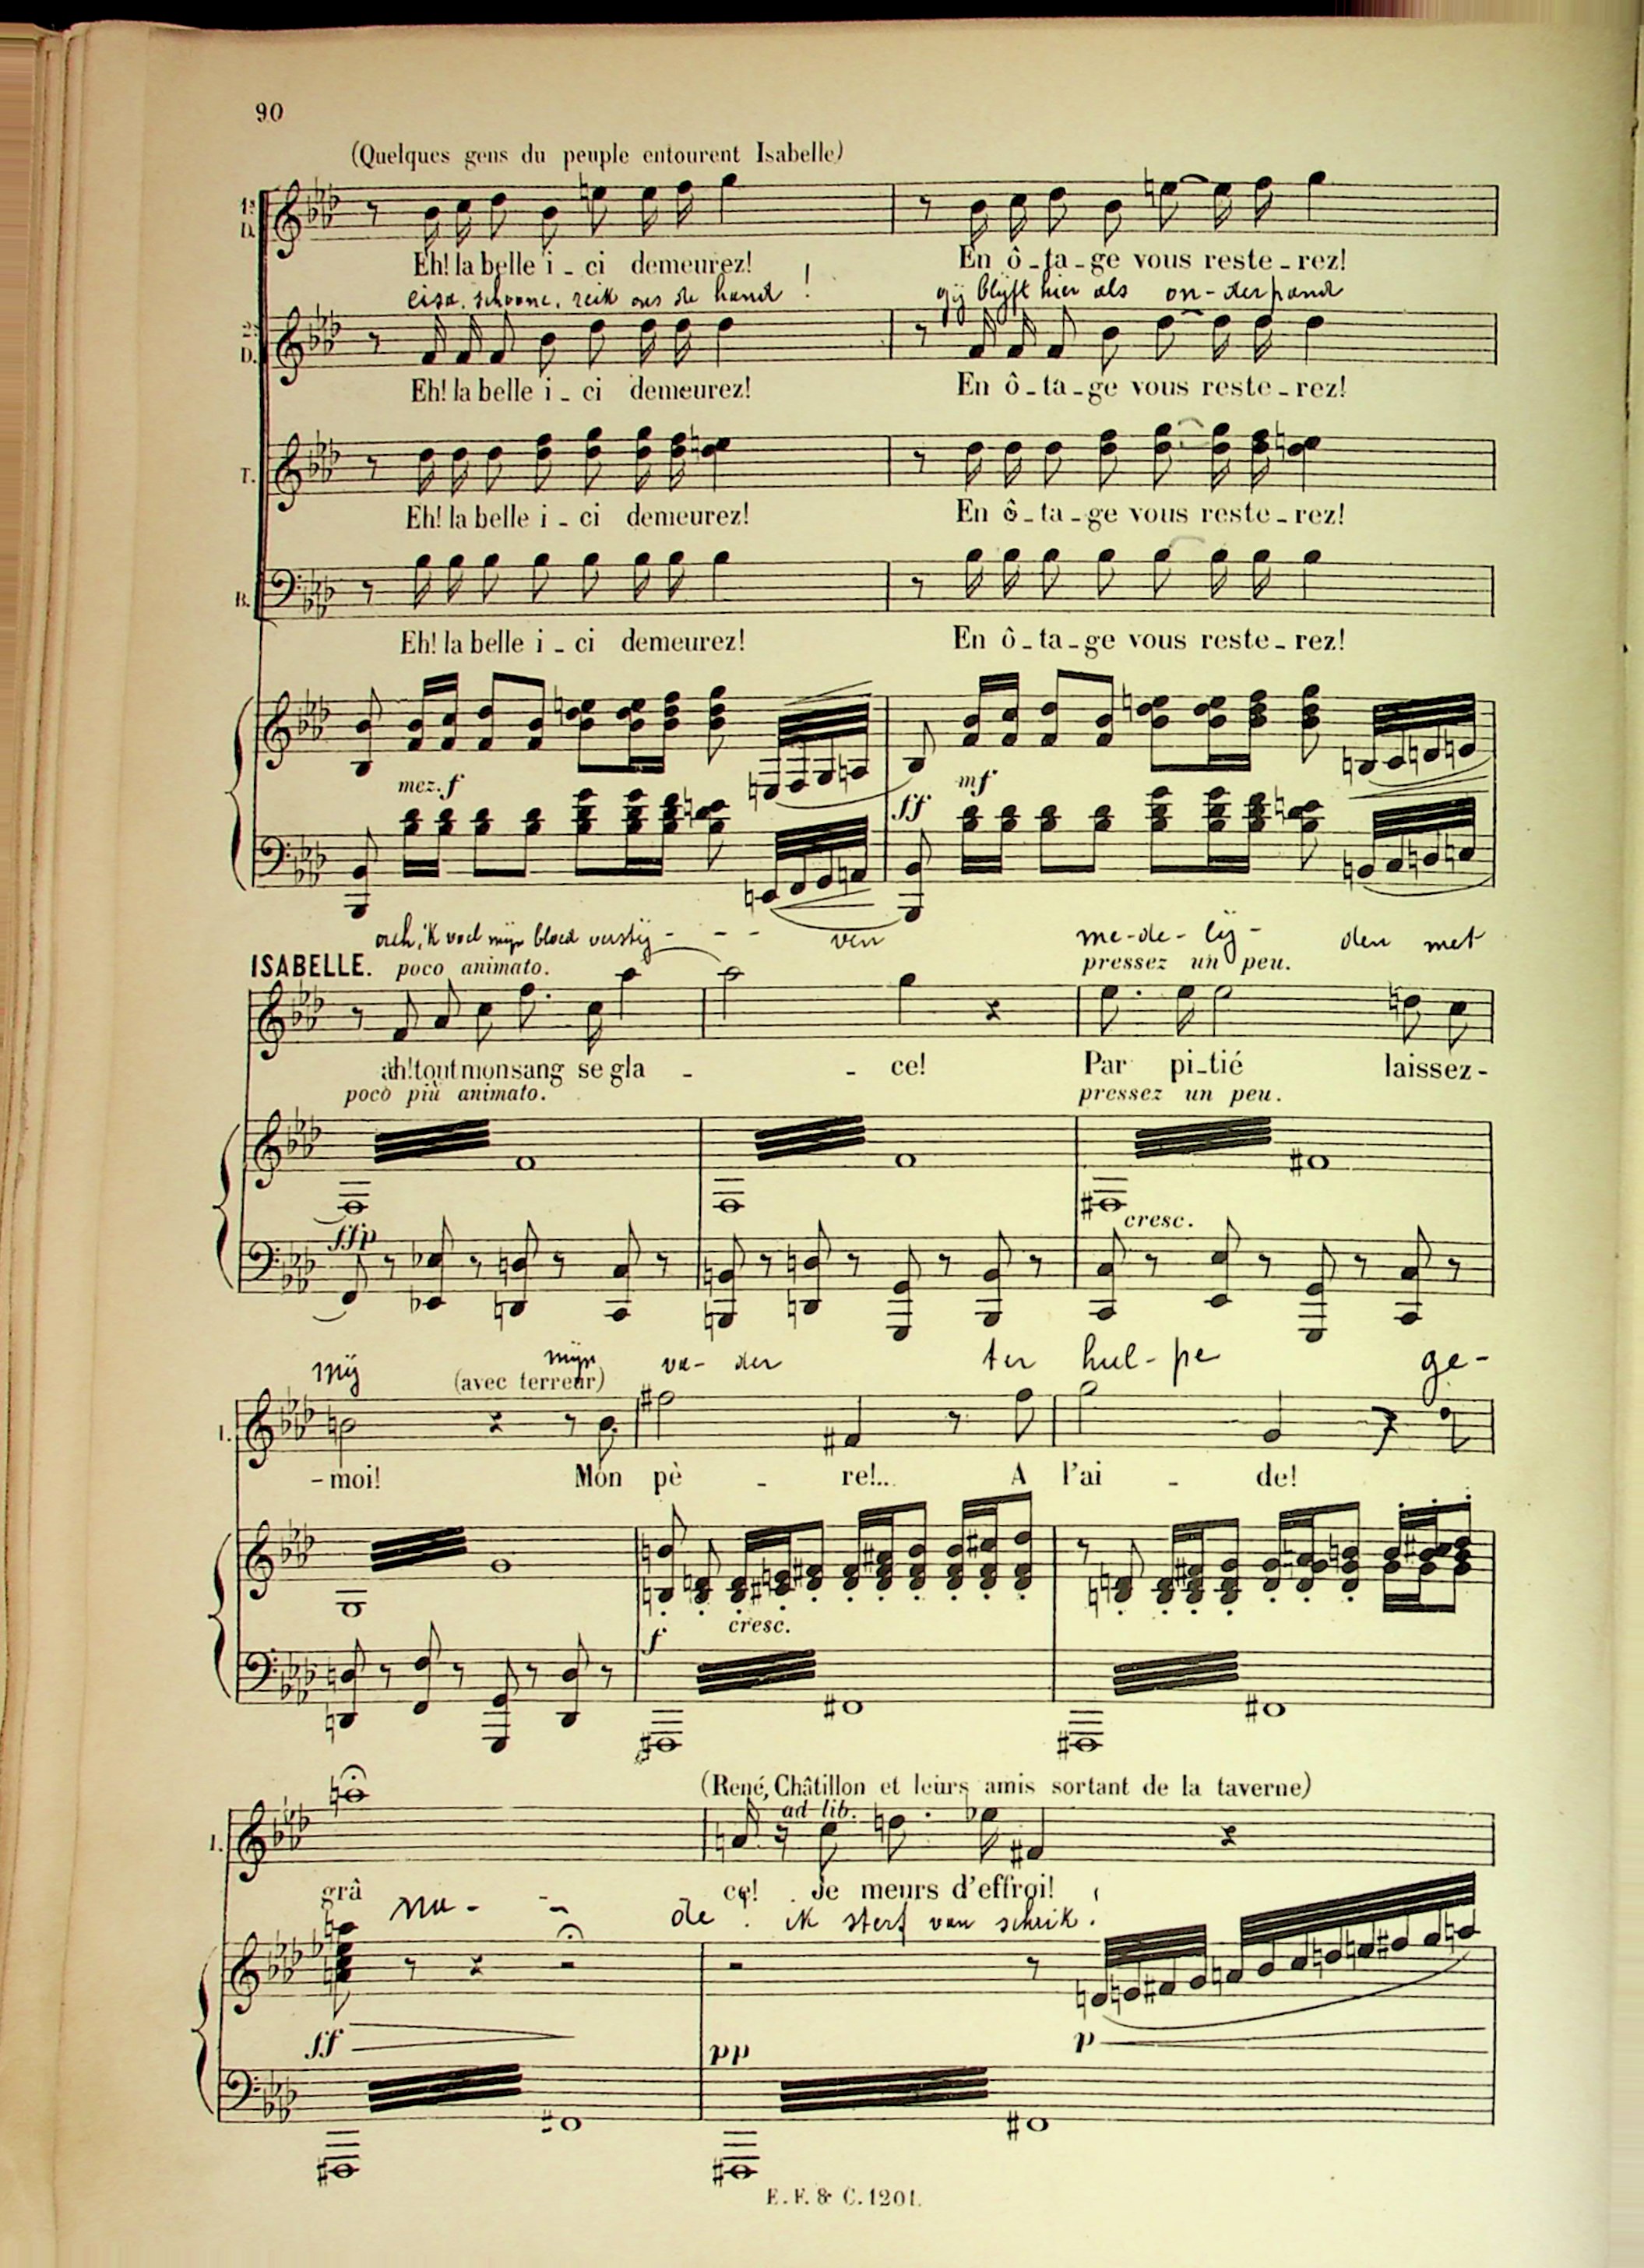 90
(Quelques gens du peuple entourent Isabelle)
Eh! la belle i - ci demeurez! En ô - ta - ge vous reste - rez!
eisa, schoone, reik ons de hand ! gij blijft hier als on - derpand
2. D.
Eh! la belle i - ci demeurez! En ô - ta - ge vous reste - rez!
T.
Eh! la belle i - ci demeurez! En ô - ta - ge vous reste - rez!
B.
Eh! la belle i - ci demeurez! En ô - ta - ge vous reste - rez!
mez. f ff mf
ach, 'k voel mijn bloed verstij - - - ven me - de - lij - den met
ISABELLE. poco animato. pressez un peu.
ah! tout mon sang se gla - - ce! Par pi - tié laissez -
poco più animato. pressez un peu.
ffp cresc.
mij mijn va - der ter hul - pe ge -
(avec terreur)
I.
- moi! Mon pè - re!.. A l'ai - de!
f cresc.
(René, Châtillon et leurs amis sortant de la taverne)
ad lib.
I.
grâ - ce! Je meurs d'effroi!
na - - de ! ik sterf van schrik !
ff pp p
E. F. & C. 1201.